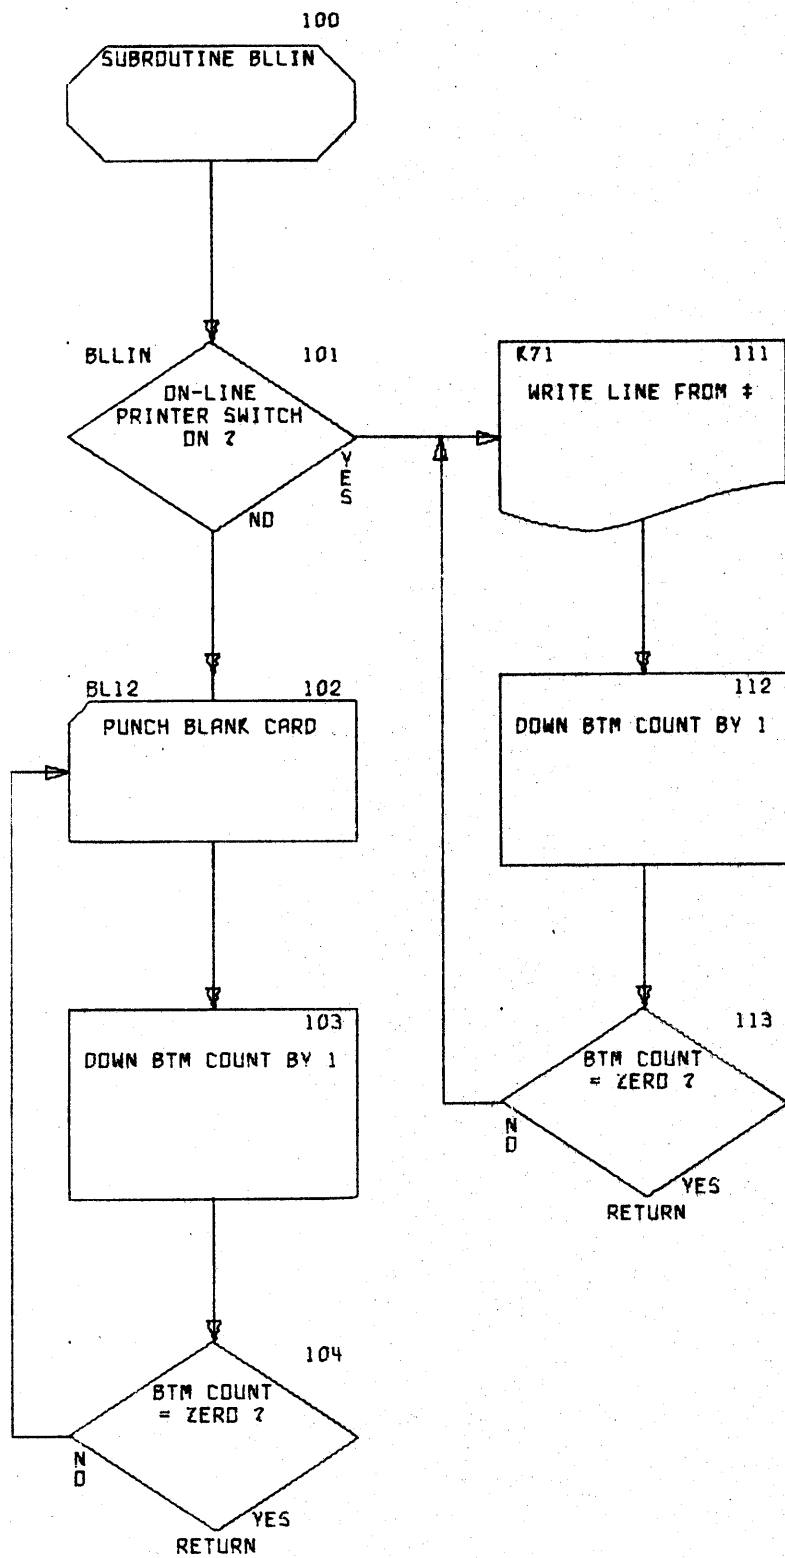 100
SUBROUTINE BLLIN
BLLIN
101
ON-LINE
PRINTER SWITCH
ON ?
YES
NO
K71
111
WRITE LINE FROM ‡
BL12
102
PUNCH BLANK CARD
112
DOWN BTM COUNT BY 1
103
DOWN BTM COUNT BY 1
113
BTM COUNT
= ZERO ?
NO
YES
RETURN
104
BTM COUNT
= ZERO ?
NO
YES
RETURN